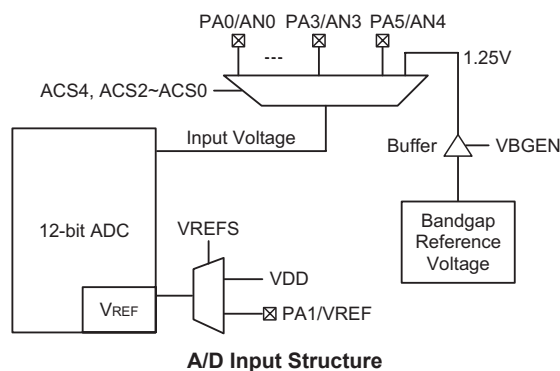 PA0/AN0 PA3/AN3 PA5/AN4
---
1.25V
ACS4, ACS2~ACS0
Input Voltage
Buffer
VBGEN
12-bit ADC
Bandgap
Reference
Voltage
VREFS
VDD
VREF
PA1/VREF
A/D Input Structure